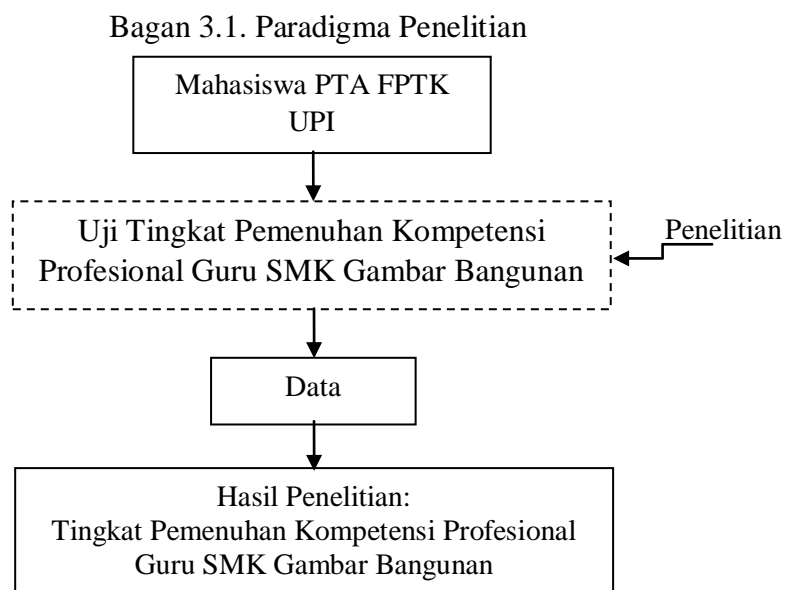 Bagan 3.1. Paradigma Penelitian
Mahasiswa PTA FPTK
UPI
Uji Tingkat Pemenuhan Kompetensi
Profesional Guru SMK Gambar Bangunan
Penelitian
Data
Hasil Penelitian:
Tingkat Pemenuhan Kompetensi Profesional
Guru SMK Gambar Bangunan